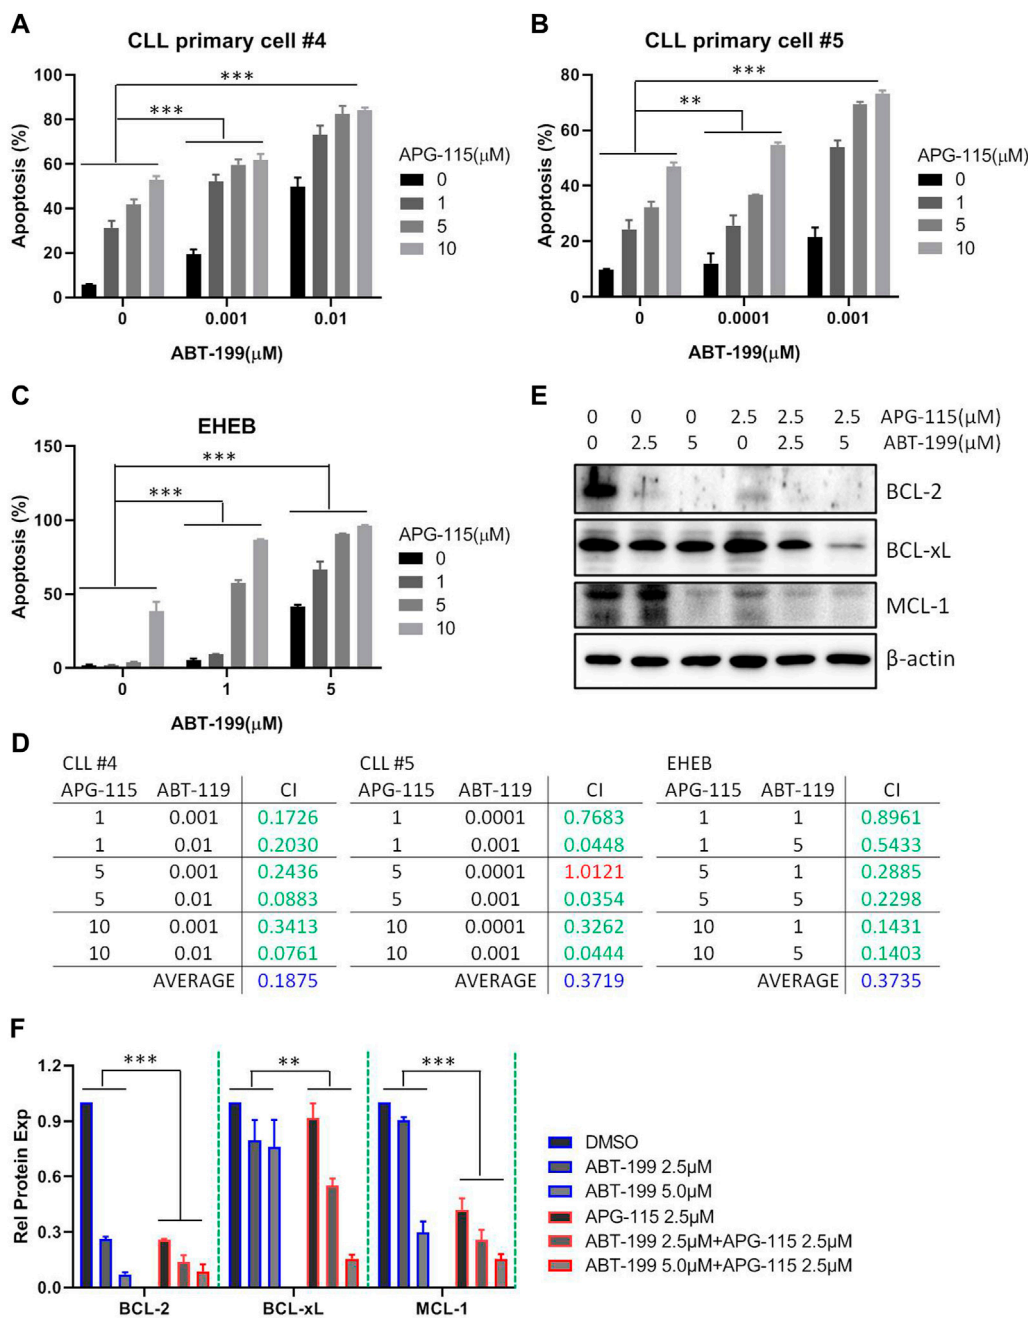 A
CLL primary cell #4
100
80
60
40
20
0
Apoptosis (%)
***
***
0 0.001 0.01
ABT-199(μM)
APG-115(μM)
0
1
5
10
B
CLL primary cell #5
80
60
40
20
0
Apoptosis (%)
***
**
0 0.0001 0.001
ABT-199(μM)
APG-115(μM)
0
1
5
10
C
EHEB
150
100
50
0
Apoptosis (%)
***
***
0 1 5
ABT-199(μM)
APG-115(μM)
0
1
5
10
E
0 0 0 2.5 2.5 2.5 APG-115(μM)
0 2.5 5 0 2.5 5 ABT-199(μM)
BCL-2
BCL-xL
MCL-1
β-actin
D
CLL #4
APG-115 ABT-119 CI
1 0.001 0.1726
1 0.01 0.2030
5 0.001 0.2436
5 0.01 0.0883
10 0.001 0.3413
10 0.01 0.0761
AVERAGE 0.1875
CLL #5
APG-115 ABT-119 CI
1 0.0001 0.7683
1 0.001 0.0448
5 0.0001 1.0121
5 0.001 0.0354
10 0.0001 0.3262
10 0.001 0.0444
AVERAGE 0.3719
EHEB
APG-115 ABT-119 CI
1 1 0.8961
1 5 0.5433
5 1 0.2885
5 5 0.2298
10 1 0.1431
10 5 0.1403
AVERAGE 0.3735
F
1.2
0.9
0.6
0.3
0.0
Rel Protein Exp
***
**
***
BCL-2 BCL-xL MCL-1
DMSO
ABT-199 2.5μM
ABT-199 5.0μM
APG-115 2.5μM
ABT-199 2.5μM+APG-115 2.5μM
ABT-199 5.0μM+APG-115 2.5μM